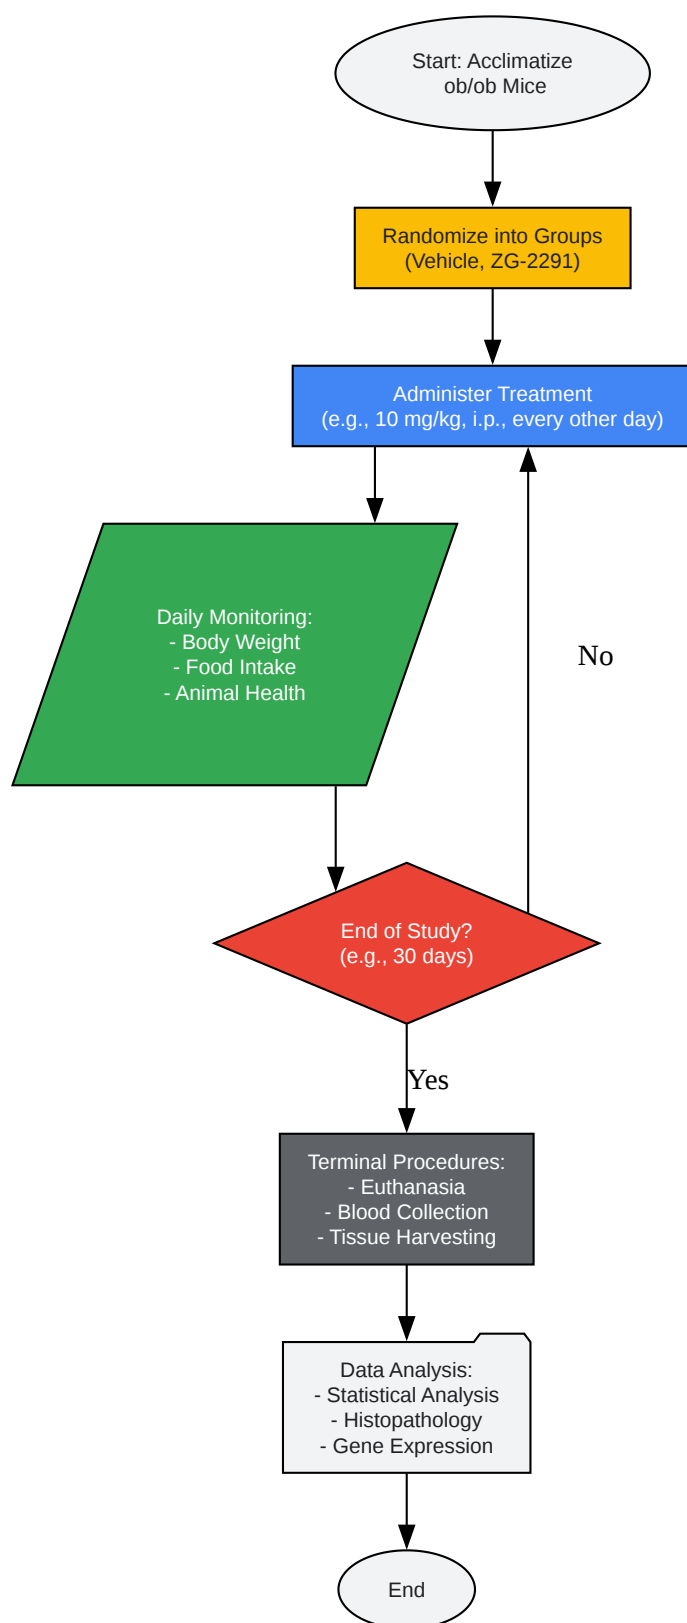 Start: Acclimatize
ob/ob Mice
Randomize into Groups
(Vehicle, ZG-2291)
Administer Treatment
(e.g., 10 mg/kg, i.p., every other day)
Daily Monitoring:
- Body Weight
- Food Intake
- Animal Health
No
End of Study?
(e.g., 30 days)
Yes
Terminal Procedures:
- Euthanasia
- Blood Collection
- Tissue Harvesting
Data Analysis:
- Statistical Analysis
- Histopathology
- Gene Expression
End